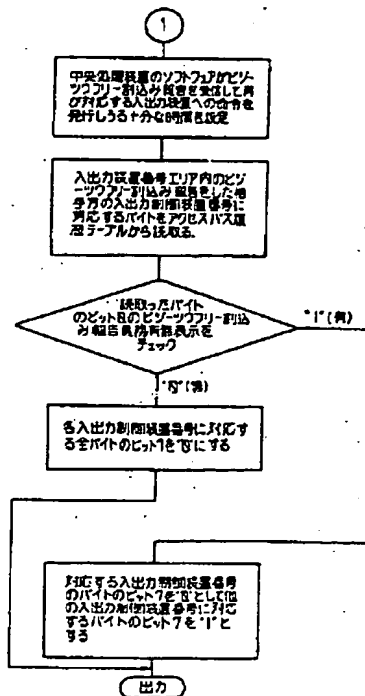 1
中央処理装置のソフトウェアがビジー
ツウフリー割込み報告を受信して再
び対応する入出力装置への命令を
発行しうる十分な時間を設定
入出力装置番号エリア内のビジ
ーツウフリー割込み報告をした相
手方の入出力制御装置番号に
対応するバイトをアクセスパス履
歴テーブルから読取る。
読取ったバイト
のビット0のビジーツウフリー割込
み報告義務有無表示を
チェック
"1"(有)
"0"(無)
各入出力制御装置番号に対応す
る全バイトのビット7を"0"にする
対応する入出力制御装置番号
のバイトのビット7を"0"として他
の入出力制御装置番号に対応
するバイトのビット7を"1"と
する
出力